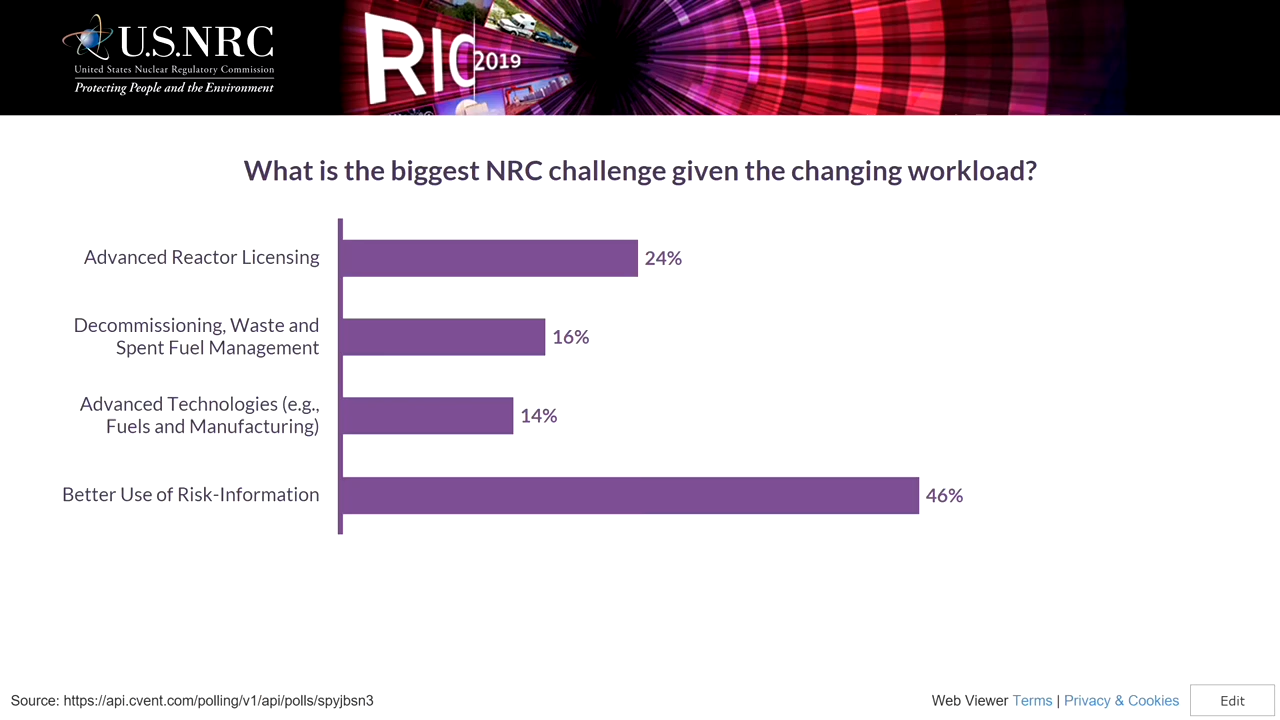 U.S.NRC
United States Nuclear Regulatory Commission
Protecting People and the Environment
RIC 2019
What is the biggest NRC challenge given the changing workload?
Advanced Reactor Licensing
24%
Decommissioning, Waste and
Spent Fuel Management
16%
Advanced Technologies (e.g.,
Fuels and Manufacturing)
14%
Better Use of Risk-Information
46%
Source: https://api.cvent.com/polling/v1/api/polls/spyjbsn3
Web Viewer Terms | Privacy & Cookies
Edit